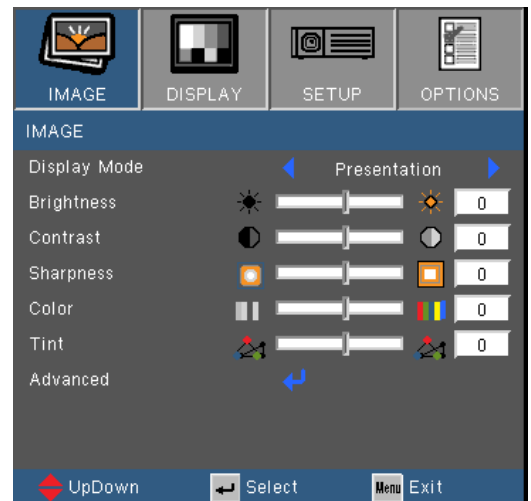 IMAGE DISPLAY SETUP OPTIONS
IMAGE
Display Mode Presentation
Brightness 0
Contrast 0
Sharpness 0
Color 0
Tint 0
Advanced
UpDown Select Menu Exit